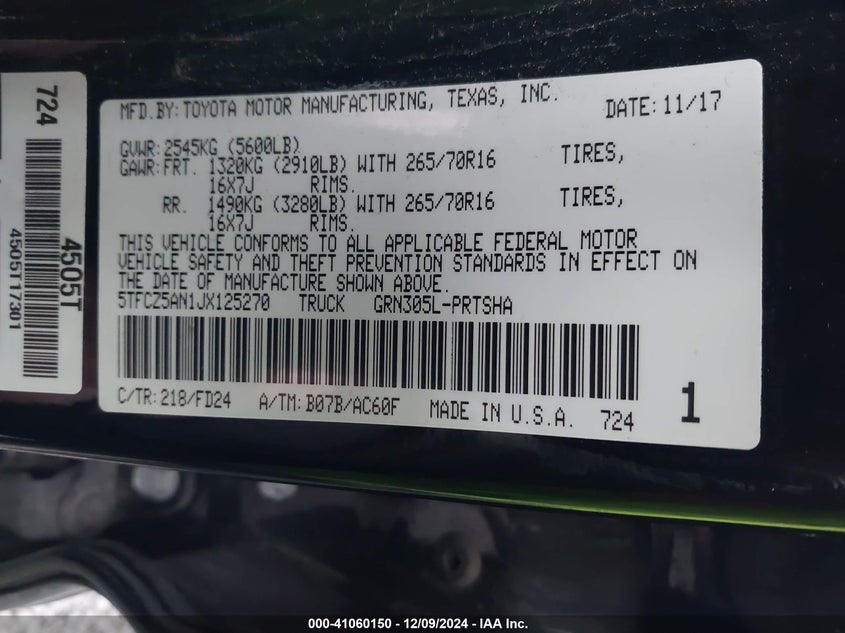 724
4505T
4505117301
MFD.BY:TOYOTA MOTOR MANUFACTURING, TEXAS, INC. DATE:11/17
GVWR:2545KG (5600LB)
GAWR:FRT. 1320KG (2910LB) WITH 265/70R16 TIRES,
16X7J RIMS.
RR. 1490KG (3280LB) WITH 265/70R16 TIRES,
16X7J RIMS.
THIS VEHICLE CONFORMS TO ALL APPLICABLE FEDERAL MOTOR
VEHICLE SAFETY AND THEFT PREVENTION STANDARDS IN EFFECT ON
THE DATE OF MANUFACTURE SHOWN ABOVE.
5TFCZ5AN1JX125270 TRUCK GRN305L-PRTSHA
C/TR:218/FD24 A/TM:B07B/AC60F MADE IN U.S.A. 724 1
000-41060150 - 12/09/2024 - IAA Inc.